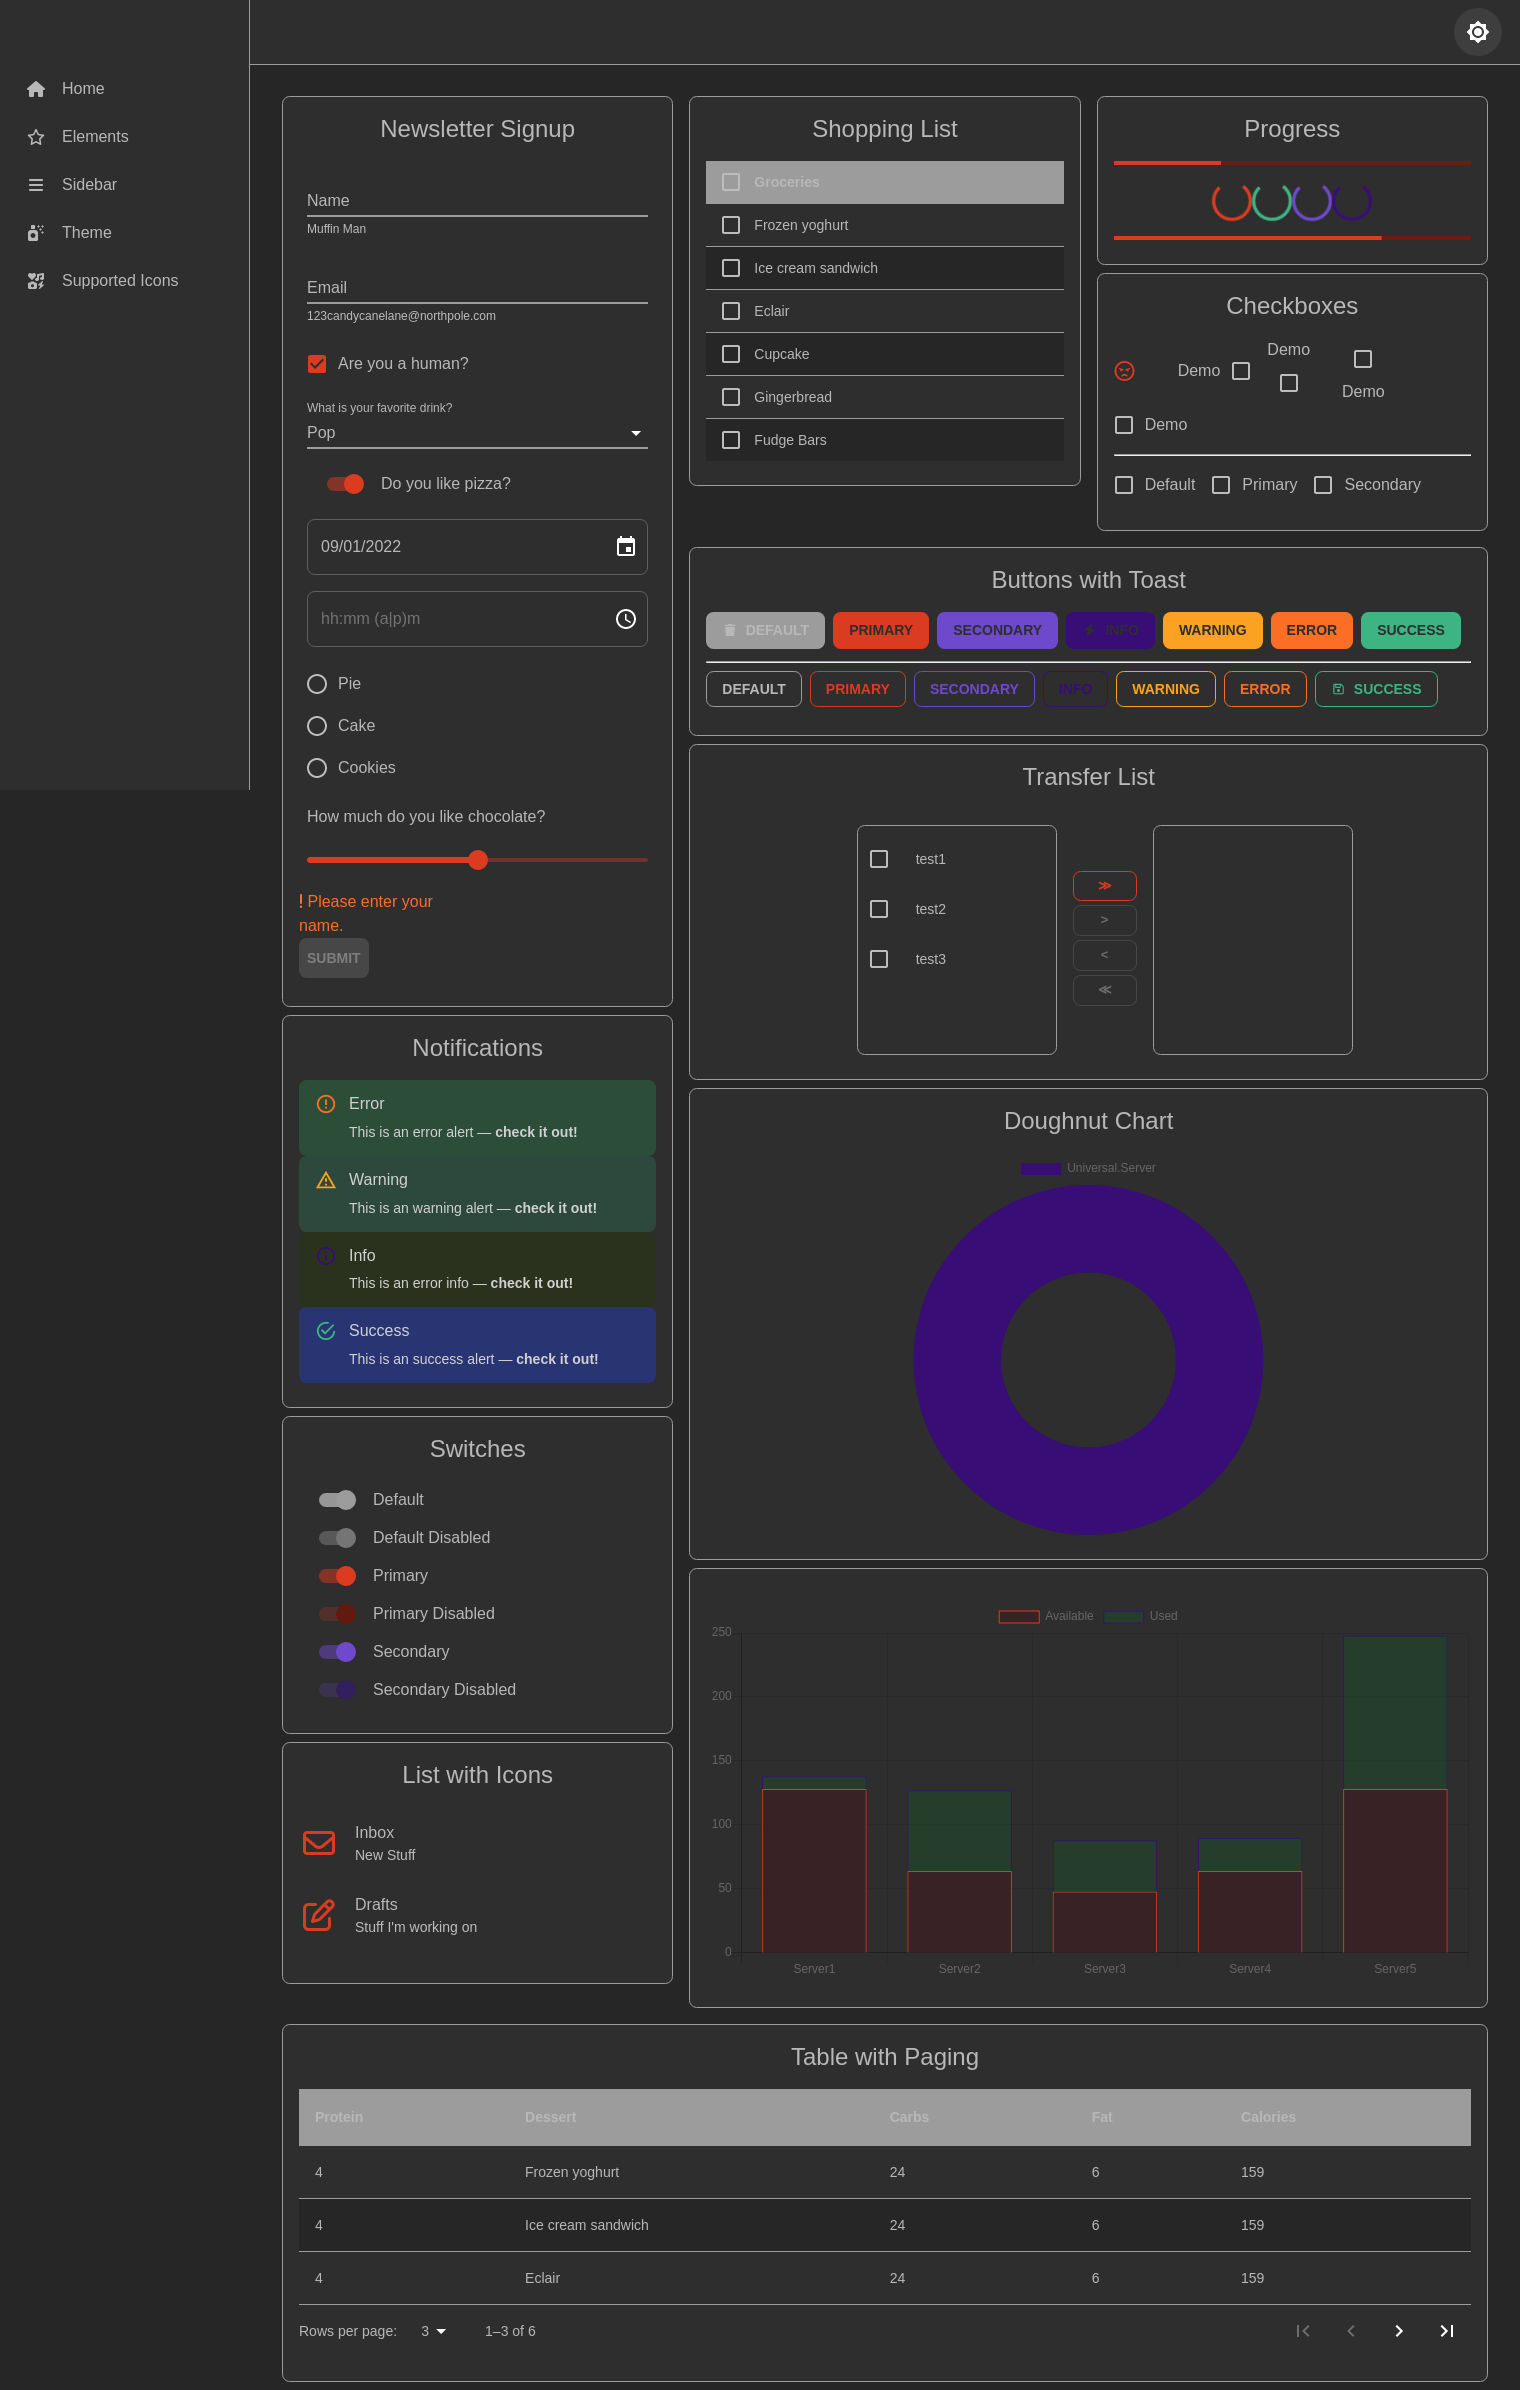 Home
Elements
Sidebar
Theme
Supported Icons
Newsletter Signup
Name
Muffin Man
Email
123candycanelane@northpole.com
Are you a human?
What is your favorite drink?
Pop
Do you like pizza?
09/01/2022
hh:mm (a|p)m
Pie
Cake
Cookies
How much do you like chocolate?
! Please enter your
name.
SUBMIT
Notifications
Error
This is an error alert — check it out!
Warning
This is an warning alert — check it out!
Info
This is an error info — check it out!
Success
This is an success alert — check it out!
Switches
Default
Default Disabled
Primary
Primary Disabled
Secondary
Secondary Disabled
List with Icons
Inbox
New Stuff
Drafts
Stuff I'm working on
Shopping List
Groceries
Frozen yoghurt
Ice cream sandwich
Eclair
Cupcake
Gingerbread
Fudge Bars
Progress
Checkboxes
Demo Demo Demo
Demo
Default Primary Secondary
Buttons with Toast
DEFAULT PRIMARY SECONDARY INFO WARNING ERROR SUCCESS
DEFAULT PRIMARY SECONDARY INFO WARNING ERROR SUCCESS
Transfer List
test1
test2
test3
≫
>
<
≪
Doughnut Chart
Universal.Server
Available Used
250
200
150
100
50
0
Server1 Server2 Server3 Server4 Server5
Table with Paging
Protein Dessert Carbs Fat Calories
4 Frozen yoghurt 24 6 159
4 Ice cream sandwich 24 6 159
4 Eclair 24 6 159
Rows per page: 3 1–3 of 6